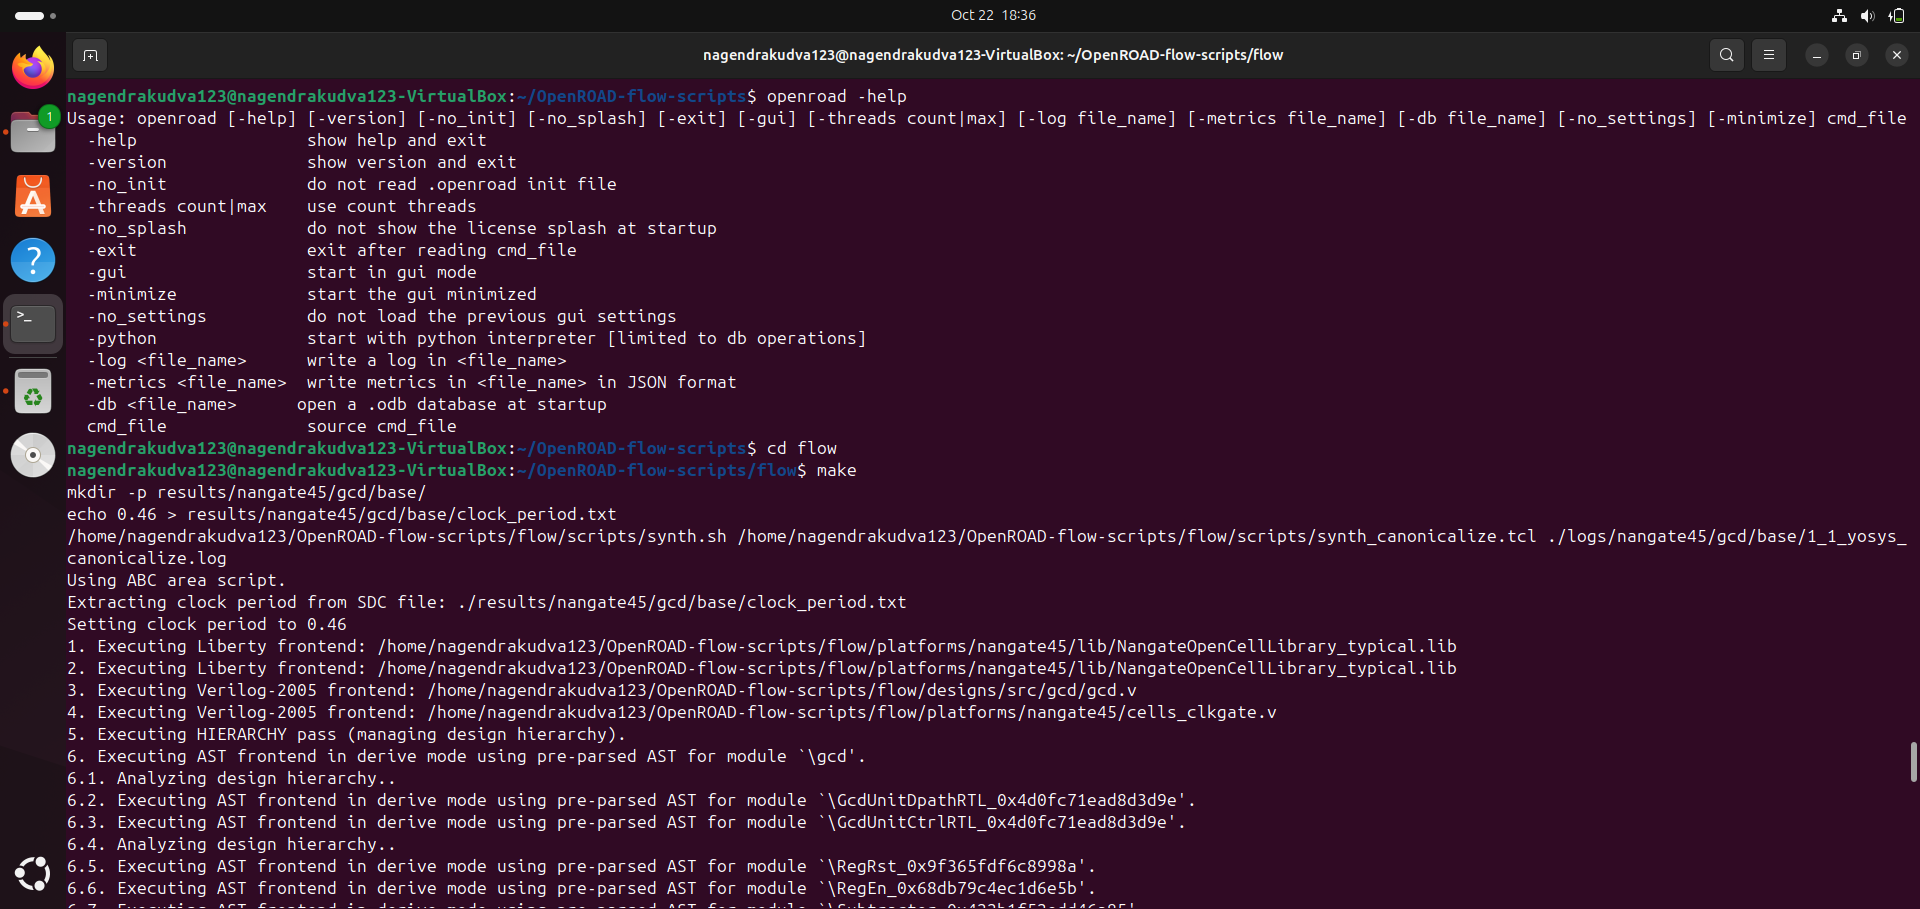 Oct 22 18:36
nagendrakudva123@nagendrakudva123-VirtualBox: ~/OpenROAD-flow-scripts/flow
1
nagendrakudva123@nagendrakudva123-VirtualBox:~/OpenROAD-flow-scripts$ openroad -help
Usage: openroad [-help] [-version] [-no_init] [-no_splash] [-exit] [-gui] [-threads count|max] [-log file_name] [-metrics file_name] [-db file_name] [-no_settings] [-minimize] cmd_file
-help show help and exit
-version show version and exit
-no_init do not read .openroad init file
-threads count|max use count threads
-no_splash do not show the license splash at startup
-exit exit after reading cmd_file
-gui start in gui mode
-minimize start the gui minimized
-no_settings do not load the previous gui settings
-python start with python interpreter [limited to db operations]
-log <file_name> write a log in <file_name>
-metrics <file_name> write metrics in <file_name> in JSON format
-db <file_name> open a .odb database at startup
cmd_file source cmd_file
nagendrakudva123@nagendrakudva123-VirtualBox:~/OpenROAD-flow-scripts$ cd flow
nagendrakudva123@nagendrakudva123-VirtualBox:~/OpenROAD-flow-scripts/flow$ make
mkdir -p results/nangate45/gcd/base/
echo 0.46 > results/nangate45/gcd/base/clock_period.txt
/home/nagendrakudva123/OpenROAD-flow-scripts/flow/scripts/synth.sh /home/nagendrakudva123/OpenROAD-flow-scripts/flow/scripts/synth_canonicalize.tcl ./logs/nangate45/gcd/base/1_1_yosys_
canonicalize.log
Using ABC area script.
Extracting clock period from SDC file: ./results/nangate45/gcd/base/clock_period.txt
Setting clock period to 0.46
1. Executing Liberty frontend: /home/nagendrakudva123/OpenROAD-flow-scripts/flow/platforms/nangate45/lib/NangateOpenCellLibrary_typical.lib
2. Executing Liberty frontend: /home/nagendrakudva123/OpenROAD-flow-scripts/flow/platforms/nangate45/lib/NangateOpenCellLibrary_typical.lib
3. Executing Verilog-2005 frontend: /home/nagendrakudva123/OpenROAD-flow-scripts/flow/designs/src/gcd/gcd.v
4. Executing Verilog-2005 frontend: /home/nagendrakudva123/OpenROAD-flow-scripts/flow/platforms/nangate45/cells_clkgate.v
5. Executing HIERARCHY pass (managing design hierarchy).
6. Executing AST frontend in derive mode using pre-parsed AST for module `\gcd'.
6.1. Analyzing design hierarchy..
6.2. Executing AST frontend in derive mode using pre-parsed AST for module `\GcdUnitDpathRTL_0x4d0fc71ead8d3d9e'.
6.3. Executing AST frontend in derive mode using pre-parsed AST for module `\GcdUnitCtrlRTL_0x4d0fc71ead8d3d9e'.
6.4. Analyzing design hierarchy..
6.5. Executing AST frontend in derive mode using pre-parsed AST for module `\RegRst_0x9f365fdf6c8998a'.
6.6. Executing AST frontend in derive mode using pre-parsed AST for module `\RegEn_0x68db79c4ec1d6e5b'.
6.7. Executing AST frontend in derive mode using pre-parsed AST for module